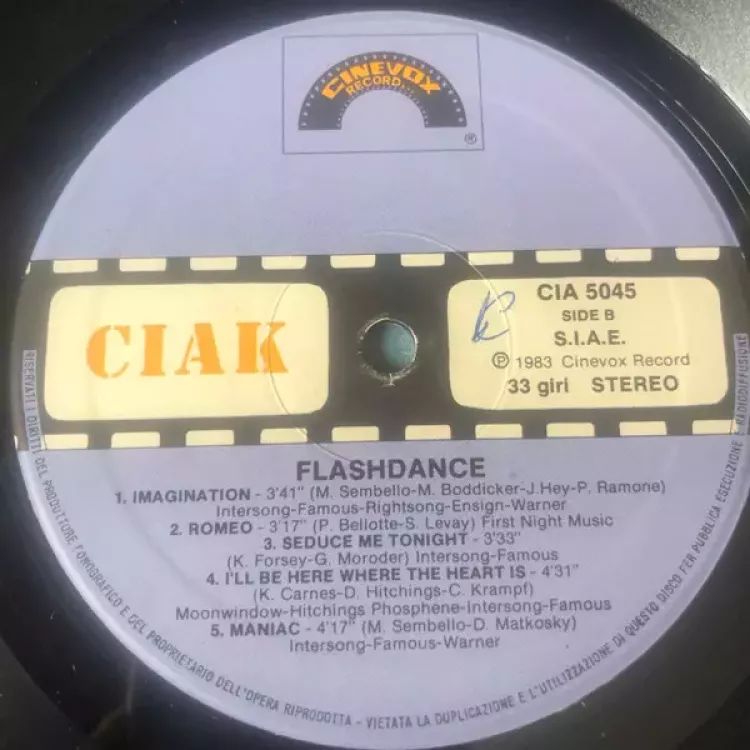 CINEVOX
RECORD
®
CIAK
CIA 5045
SIDE B
S.I.A.E.
℗ 1983 Cinevox Record
33 giri STEREO
FLASHDANCE
1. IMAGINATION - 3'41" (M. Sembello-M. Boddicker-J.Hey-P. Ramone)
Intersong-Famous-Rightsong-Ensign-Warner
2. ROMEO - 3'17" (P. Bellotte-S. Levay) First Night Music
3. SEDUCE ME TONIGHT - 3'33"
(K. Forsey-G. Moroder) Intersong-Famous
4. I'LL BE HERE WHERE THE HEART IS - 4'31"
(K. Carnes-D. Hitchings-C. Krampf)
Moonwindow-Hitchings Phosphene-Intersong-Famous
5. MANIAC - 4'17" (M. Sembello-D. Matkosky)
Intersong-Famous-Warner
RISERVATI I DIRITTI DEL PRODUTTORE FONOGRAFICO E DEL PROPRIETARIO DELL'OPERA RIPRODOTTA - VIETATA LA DUPLICAZIONE E L'UTILIZZAZIONE DI QUESTO DISCO PER PUBBLICA ESECUZIONE E RADIODIFFUSIONE